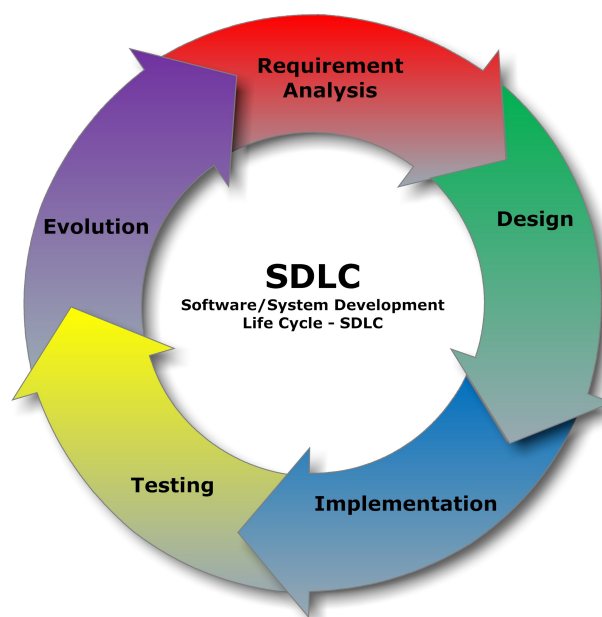 Requirement
Analysis
Design
Evolution
SDLC
Software/System Development
Life Cycle - SDLC
Testing
Implementation